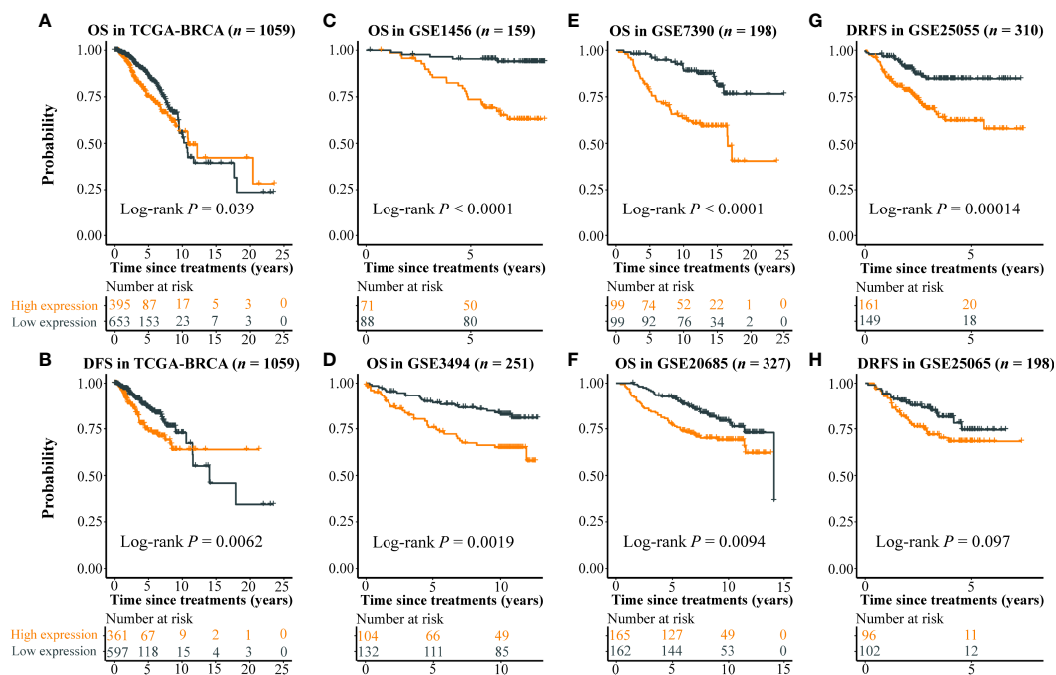 A
OS in TCGA-BRCA (n = 1059)
Probability
1.00
0.75
0.50
0.25
0.00
Log-rank P = 0.039
0 5 10 15 20 25
Time since treatments (years)
Number at risk
High expression 395 87 17 5 3 0
Low expression 653 153 23 7 3 0
0 5 10 15 20 25
C
OS in GSE1456 (n = 159)
1.00
0.75
0.50
0.25
0.00
Log-rank P < 0.0001
0 5
Time since treatments (years)
Number at risk
71 50
88 80
0 5
E
OS in GSE7390 (n = 198)
1.00
0.75
0.50
0.25
0.00
Log-rank P < 0.0001
0 5 10 15 20 25
Time since treatments (years)
Number at risk
99 74 52 22 1 0
99 92 76 34 2 0
0 5 10 15 20 25
G
DRFS in GSE25055 (n = 310)
1.00
0.75
0.50
0.25
0.00
Log-rank P = 0.00014
0 5
Time since treatments (years)
Number at risk
161 20
149 18
0 5
B
DFS in TCGA-BRCA (n = 1059)
Probability
1.00
0.75
0.50
0.25
0.00
Log-rank P = 0.0062
0 5 10 15 20 25
Time since treatments (years)
Number at risk
High expression 361 67 9 2 1 0
Low expression 597 118 15 4 3 0
0 5 10 15 20 25
D
OS in GSE3494 (n = 251)
1.00
0.75
0.50
0.25
0.00
Log-rank P = 0.0019
0 5 10
Time since treatments (years)
Number at risk
104 66 49
132 111 85
0 5 10
F
OS in GSE20685 (n = 327)
1.00
0.75
0.50
0.25
0.00
Log-rank P = 0.0094
0 5 10 15
Time since treatments (years)
Number at risk
165 127 49 0
162 144 53 0
0 5 10 15
H
DRFS in GSE25065 (n = 198)
1.00
0.75
0.50
0.25
0.00
Log-rank P = 0.097
0 5
Time since treatments (years)
Number at risk
96 11
102 12
0 5